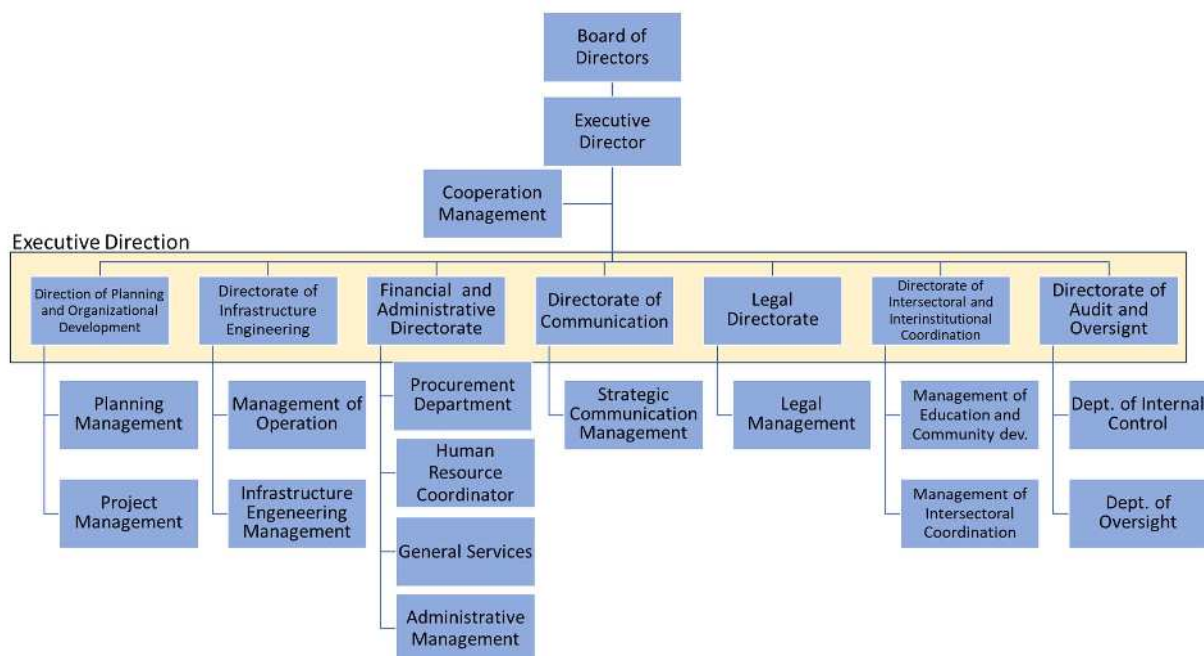 Board of
Directors
Executive
Director
Cooperation
Management
Executive Direction
Direction of Planning
and Organizational
Development
Directorate of
Infrastructure
Engineering
Financial and
Administrative
Directorate
Directorate of
Communication
Legal
Directorate
Directorate of
Intersectoral and
Interinstitutional
Coordination
Directorate of
Audit and
Oversignt
Planning
Management
Project
Management
Management of
Operation
Infrastructure
Engeneering
Management
Procurement
Department
Human
Resource
Coordinator
General Services
Administrative
Management
Strategic
Communication
Management
Legal
Management
Management of
Education and
Community dev.
Management of
Intersectoral
Coordination
Dept. of Internal
Control
Dept. of
Oversight